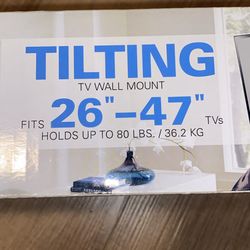 TILTING
TV WALL MOUNT
FITS 26"–47" TVs
HOLDS UP TO 80 LBS. / 36.2 KG